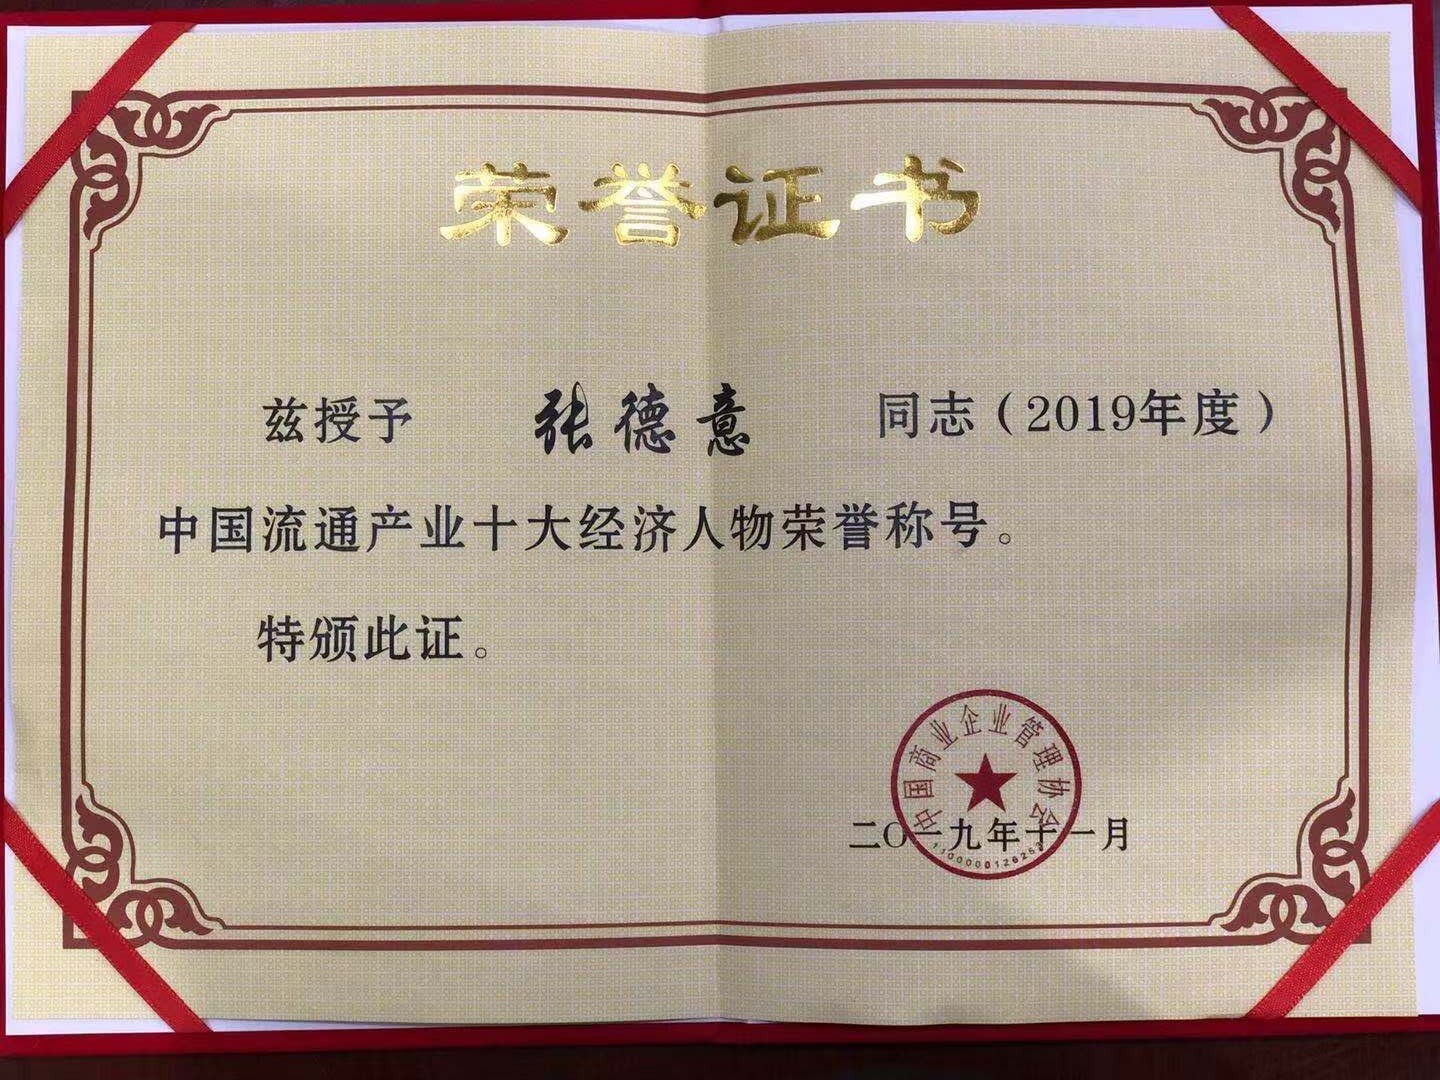 荣誉证书
兹授予 张德意 同志（2019年度）
中国流通产业十大经济人物荣誉称号。
特颁此证。
中国商业企业管理协会
二〇一九年十一月